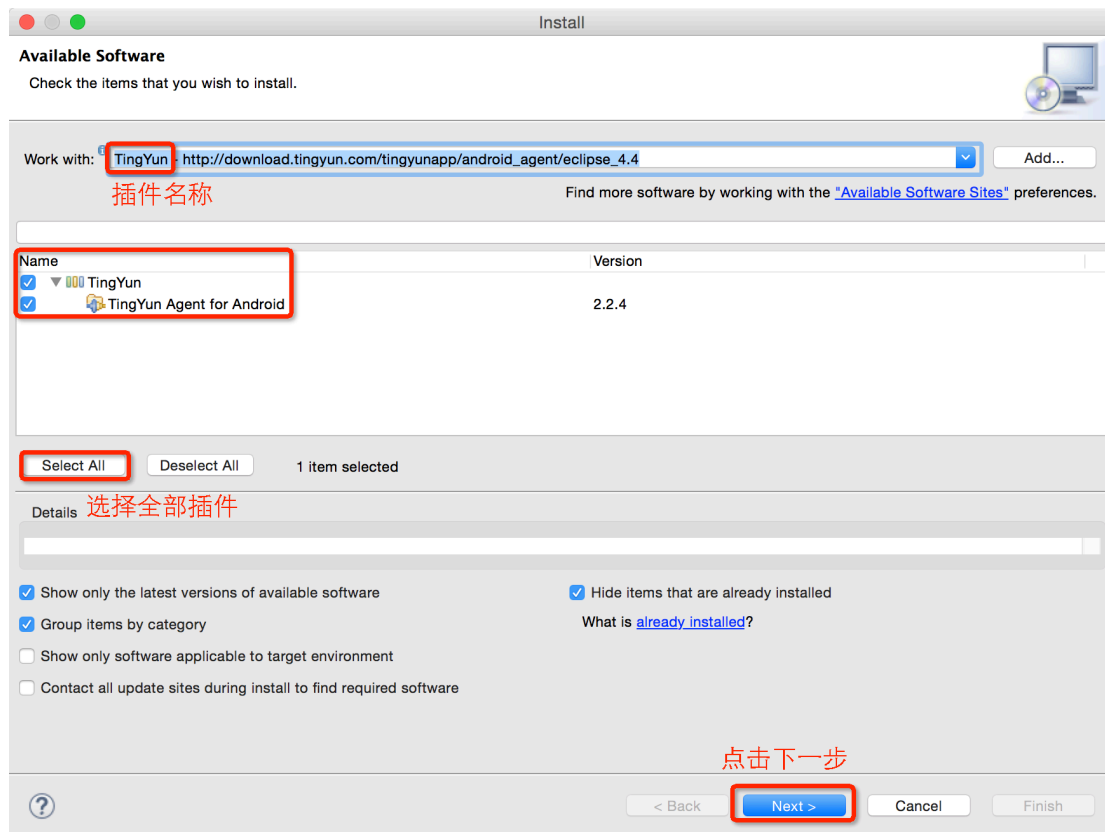 Install
Available Software
Check the items that you wish to install.
Work with: TingYun - http://download.tingyun.com/tingyunapp/android_agent/eclipse_4.4 Add...
插件名称
Find more software by working with the "Available Software Sites" preferences.
Name Version
TingYun
TingYun Agent for Android 2.2.4
Select All Deselect All 1 item selected
选择全部插件
Details
Show only the latest versions of available software Hide items that are already installed
Group items by category What is already installed?
Show only software applicable to target environment
Contact all update sites during install to find required software
点击下一步
? < Back Next > Cancel Finish